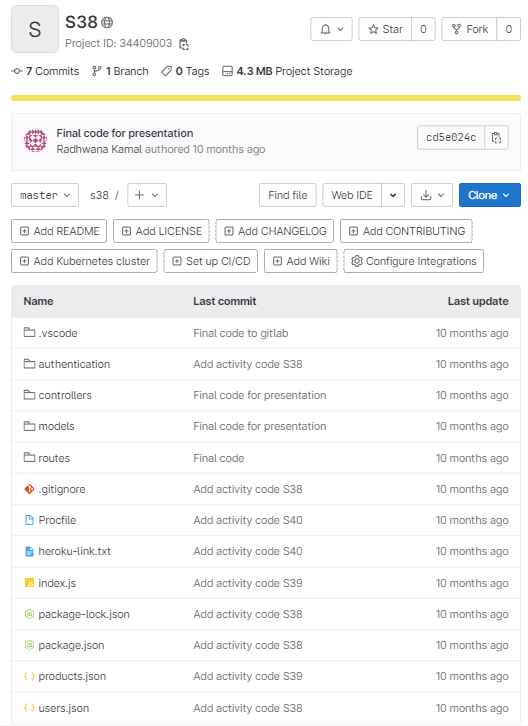 S
S38
Project ID: 34409003
Star 0
Fork 0
7 Commits 1 Branch 0 Tags 4.3 MB Project Storage
Final code for presentation
Radhwana Kamal authored 10 months ago
cd5e024c
master s38 / + Find file Web IDE Clone
Add README Add LICENSE Add CHANGELOG Add CONTRIBUTING
Add Kubernetes cluster Set up CI/CD Add Wiki Configure Integrations
Name Last commit Last update
.vscode Final code to gitlab 10 months ago
authentication Add activity code S38 10 months ago
controllers Final code for presentation 10 months ago
models Final code for presentation 10 months ago
routes Final code 10 months ago
.gitignore Add activity code S38 10 months ago
Procfile Add activity code S40 10 months ago
heroku-link.txt Add activity code S40 10 months ago
index.js Add activity code S39 10 months ago
package-lock.json Add activity code S38 10 months ago
package.json Add activity code S38 10 months ago
products.json Add activity code S39 10 months ago
users.json Add activity code S38 10 months ago